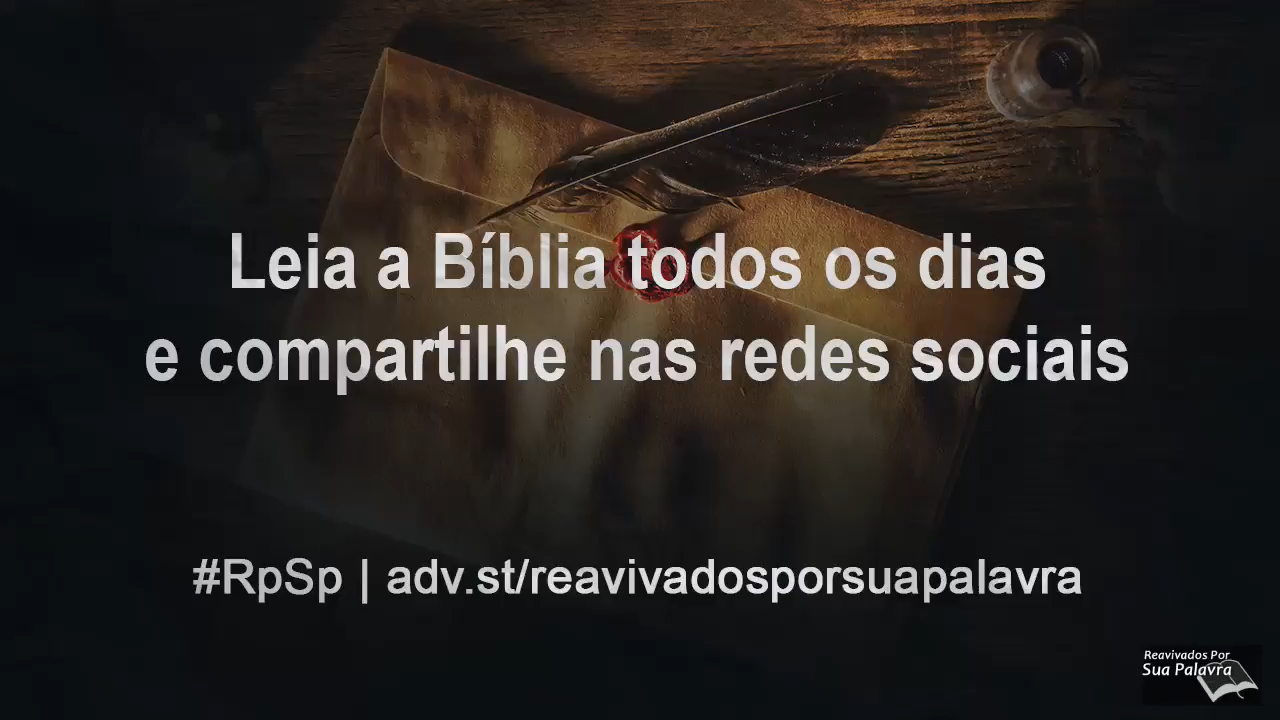 Leia a Bíblia todos os dias
e compartilhe nas redes sociais
#RpSp | adv.st/reavivadosporsuapalavra
Reavivados Por
Sua Palavra